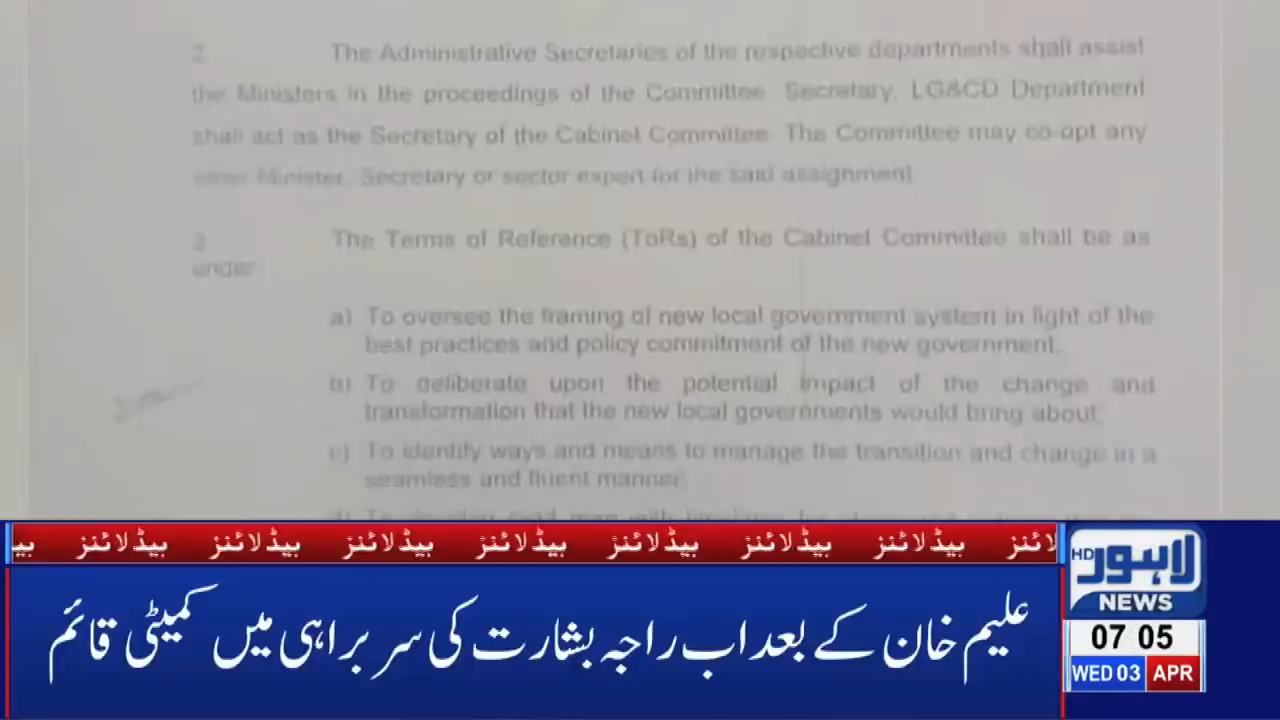 2 The Administrative Secretaries of the respective departments shall assist
the Ministers in the proceedings of the Committee. Secretary, LG&CD Department
shall act as the Secretary of the Cabinet Committee. The Committee may co-opt any
other Minister, Secretary or sector expert for the said assignment.
3 The Terms of Reference (ToRs) of the Cabinet Committee shall be as
under
a) To oversee the framing of new local government system in light of the
best practices and policy commitment of the new government.
b) To deliberate upon the potential impact of the change and
transformation that the new local governments would bring about.
c) To identify ways and means to manage the transition and change in a
seamless and fluent manner.
لائنز ہیڈلائنز ہیڈلائنز ہیڈلائنز ہیڈلائنز ہیڈلائنز ہیڈلائنز ہیڈلائنز ہی
HD لاہور
NEWS
علیم خان کے بعد اب راجہ بشارت کی سربراہی میں کمیٹی قائم
07 05
WED 03 APR